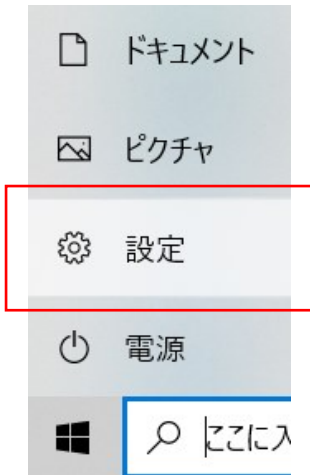 ドキュメント
ピクチャ
設定
電源
ここに入